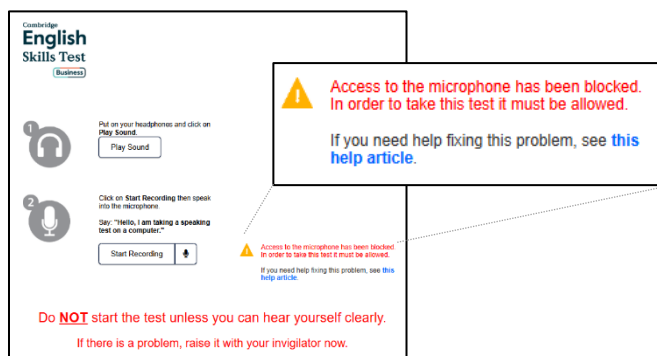 Cambridge
English
Skills Test
Business
Access to the microphone has been blocked.
In order to take this test it must be allowed.
If you need help fixing this problem, see this
help article.
1
Put on your headphones and click on
Play Sound.
Play Sound
2
Click on Start Recording then speak
into the microphone.
Say: "Hello, I am taking a speaking
test on a computer."
Start Recording
Access to the microphone has been blocked.
In order to take this test it must be allowed.
If you need help fixing this problem, see this
help article.
Do NOT start the test unless you can hear yourself clearly.
If there is a problem, raise it with your invigilator now.